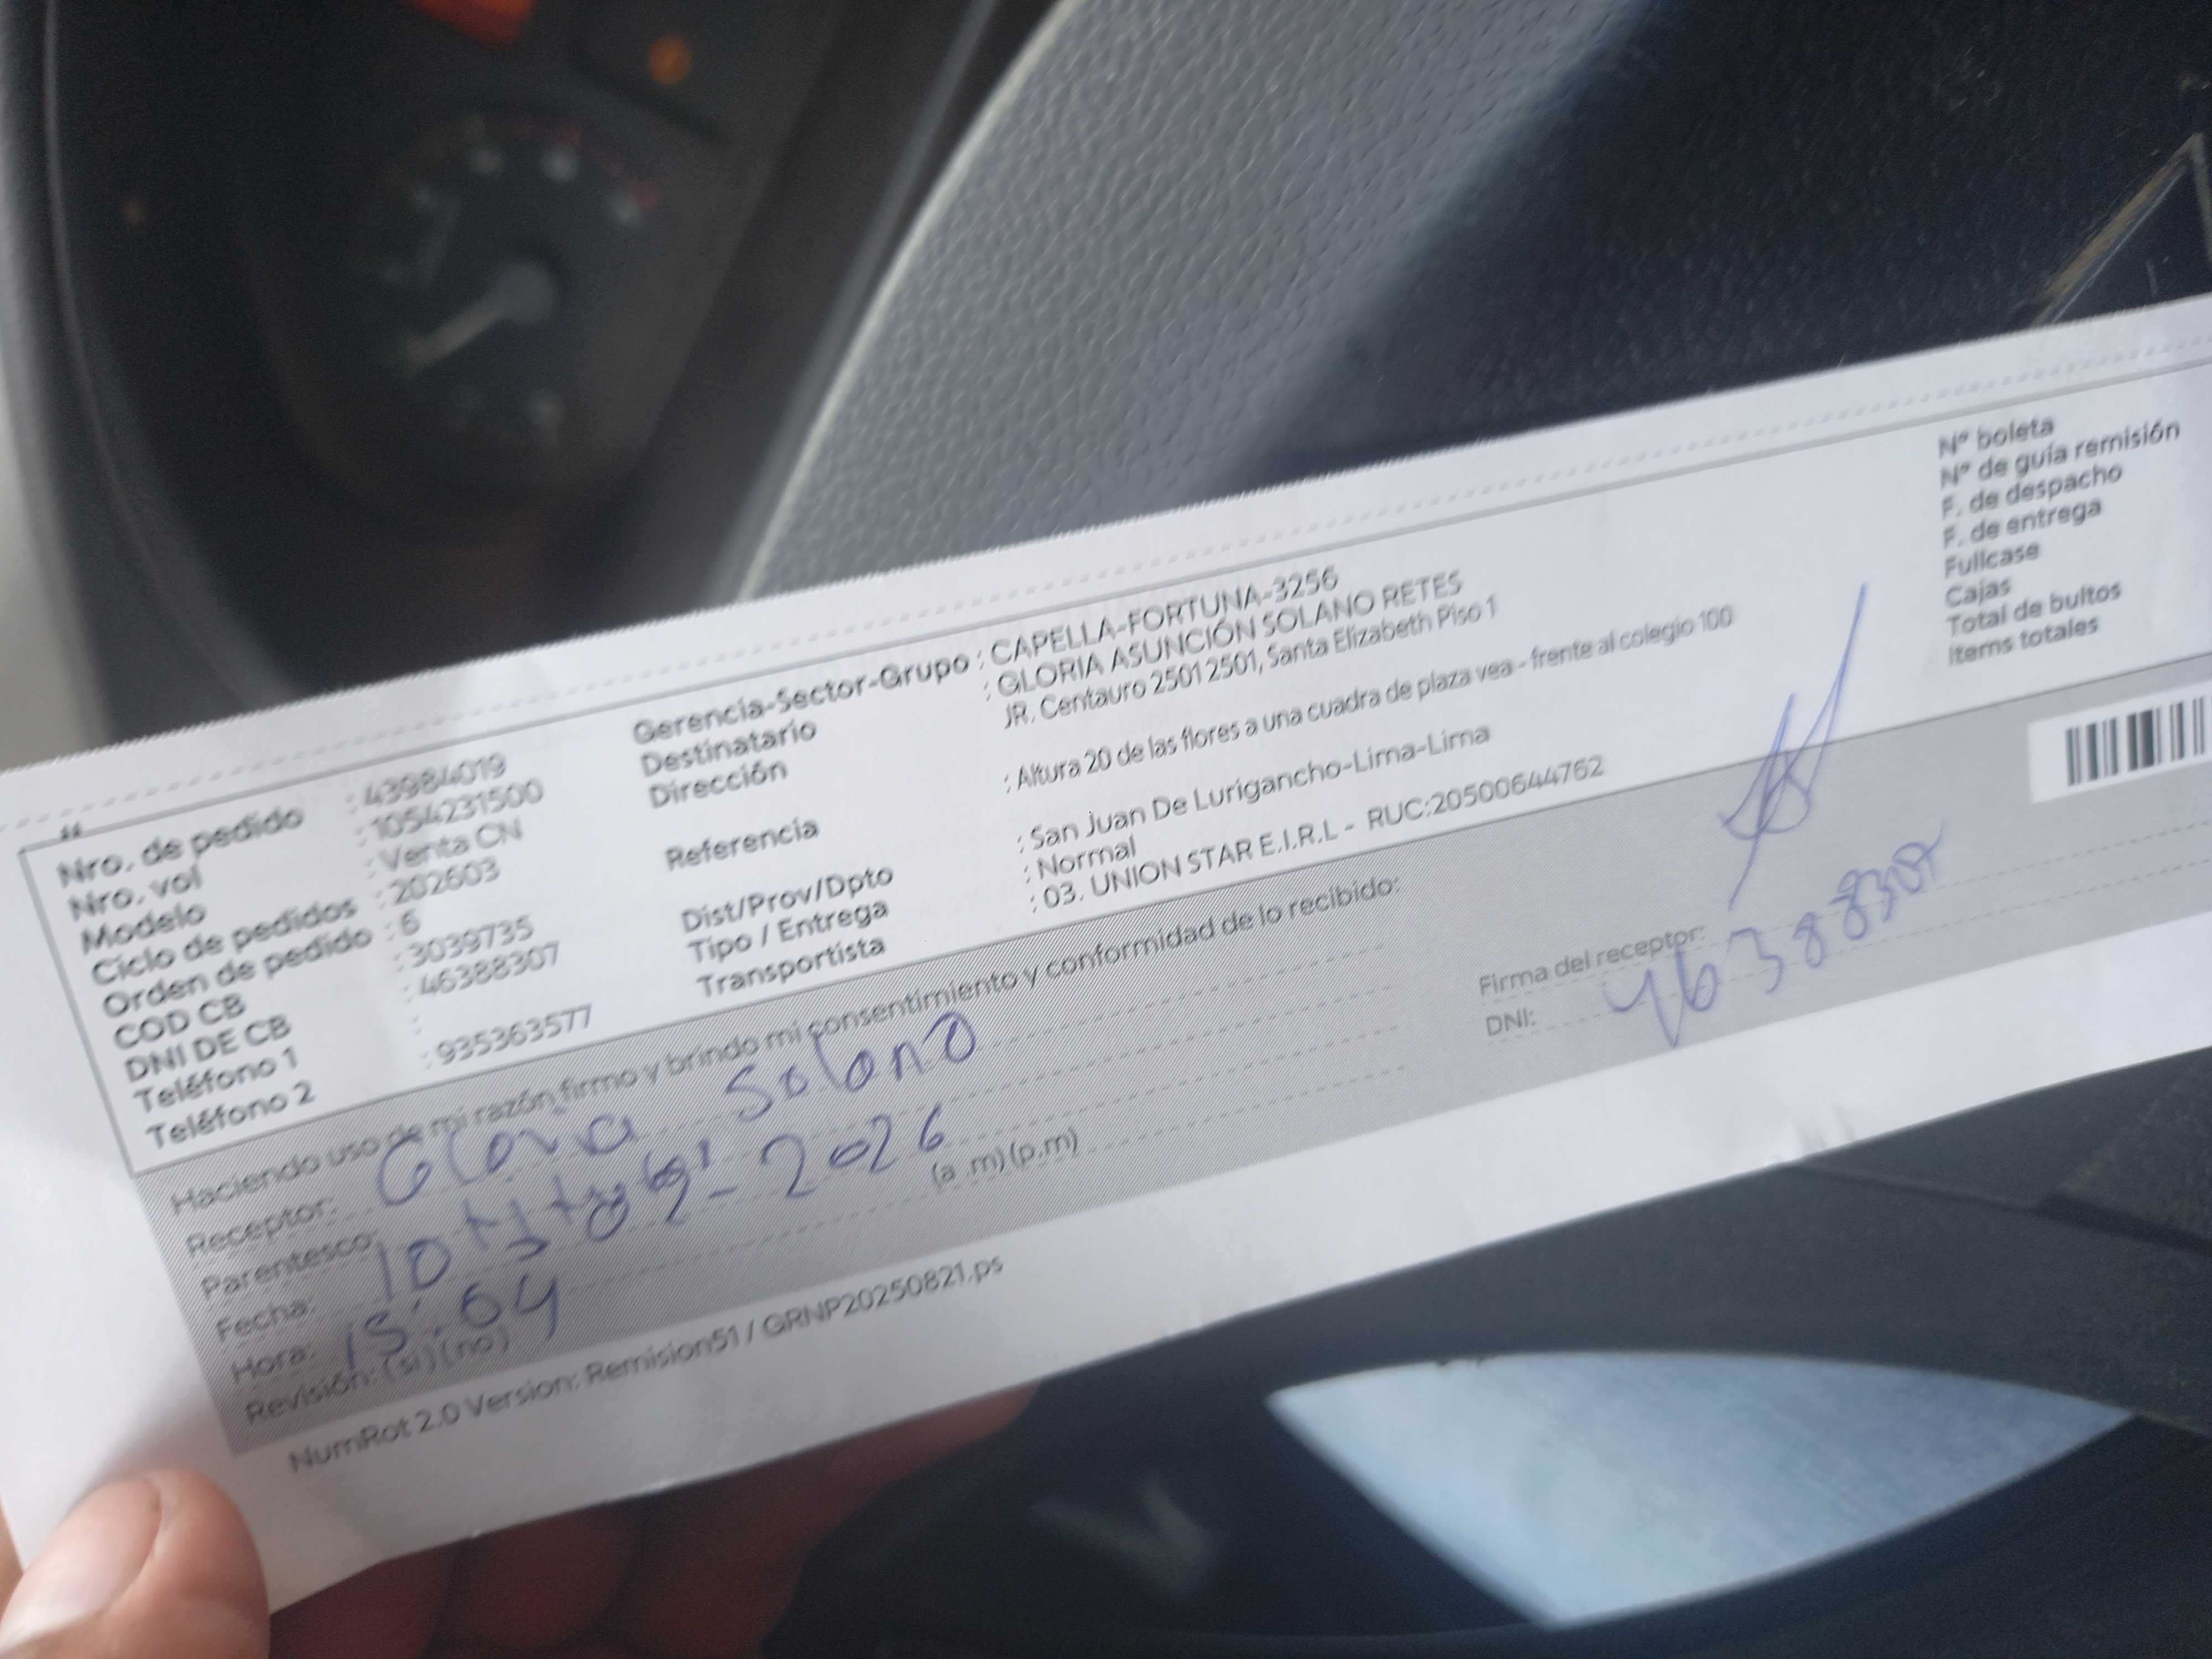 Nro. de pedido : 43984019
Nro. vol : 1054231500
Modelo : Venta CN
Ciclo de pedidos : 202603
Orden de pedido : 6
COD CB : 3039735
DNI DE CB : 46388307
Teléfono 1 :
Teléfono 2 : 935363577
Gerencia-Sector-Grupo : CAPELLA-FORTUNA-3256
Destinatario : GLORIA ASUNCIÓN SOLANO RETES
Dirección JR. Centauro 2501 2501, Santa Elizabeth Piso 1
Referencia : Altura 20 de las flores a una cuadra de plaza vea - frente al colegio 100
Dist/Prov/Dpto : San Juan De Lurigancho-Lima-Lima
Tipo / Entrega : Normal
Transportista : 03. UNION STAR E.I.R.L - RUC:20500644762
N° boleta
N° de guía remisión
F. de despacho
F. de entrega
Fullcase
Cajas
Total de bultos
Items totales
Haciendo uso de mi razón firmo y brindo mi consentimiento y conformidad de lo recibido:
Receptor: Gloria Solano
Parentesco:
Fecha: 2026
Hora: 15:04 (a.m)(p.m)
Revisión: (si)(no)
Firma del receptor:
DNI: 46388307
NumRot 2.0 Version: Remision51 / GRNP20250821.ps